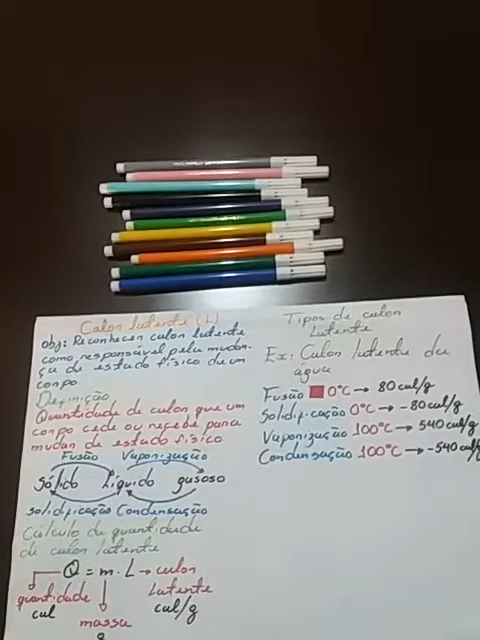 Calor latente (L)
obj: Reconhecer calor latente
como responsável pela mudan-
ça de estado físico de um
corpo
Definição
Quantidade de calor que um
corpo cede ou recebe para
mudar de estado físico
Fusão Vaporização
Sólido Líquido gasoso
solidificação Condensação
Cálculo da quantidade
de calor latente
Q = m.L → calor
quantidade latente
cal cal/g
massa
g
Tipos de calor
Latente
Ex: Calor latente da
água
Fusão 0°C → 80 cal/g
Solidificação 0°C → -80 cal/g
Vaporização 100°C → 540 cal/g
Condensação 100°C → -540 cal/g